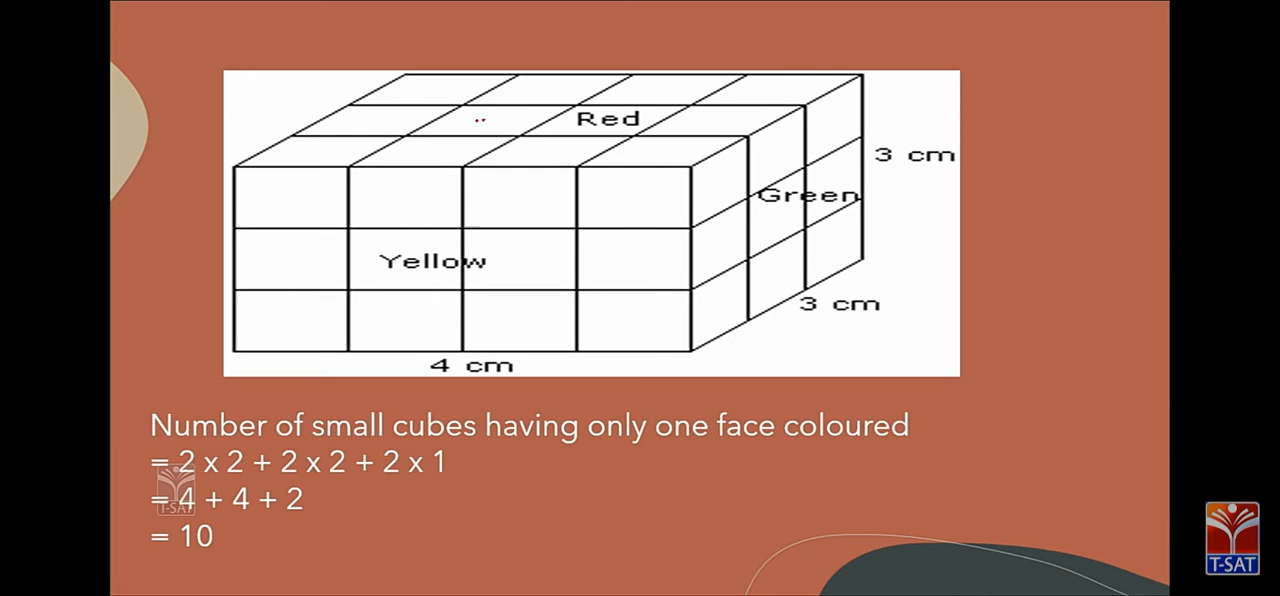 Red
3 cm
Green
Yellow
3 cm
4 cm
Number of small cubes having only one face coloured
= 2 x 2 + 2 x 2 + 2 x 1
= 4 + 4 + 2
= 10
T-SAT
T-SAT